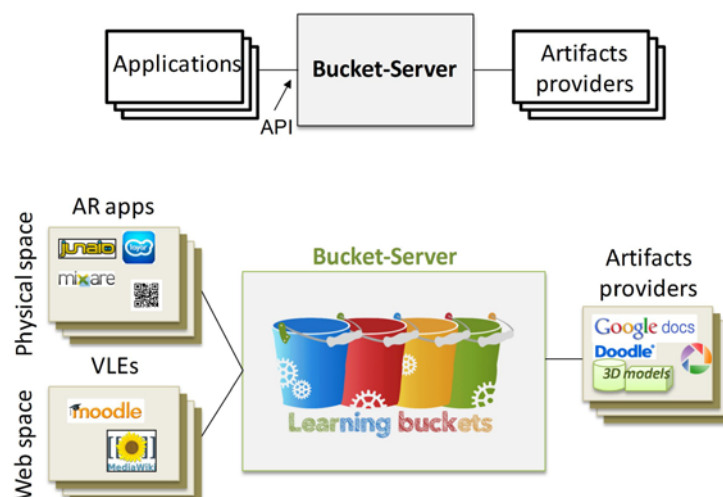 Applications
Bucket-Server
Artifacts
providers
API
AR apps
Physical space
junaio
layar
mixare
Bucket-Server
Learning buckets
Artifacts
providers
Google docs
Doodle
3D models
VLEs
Web space
moodle
MediaWiki